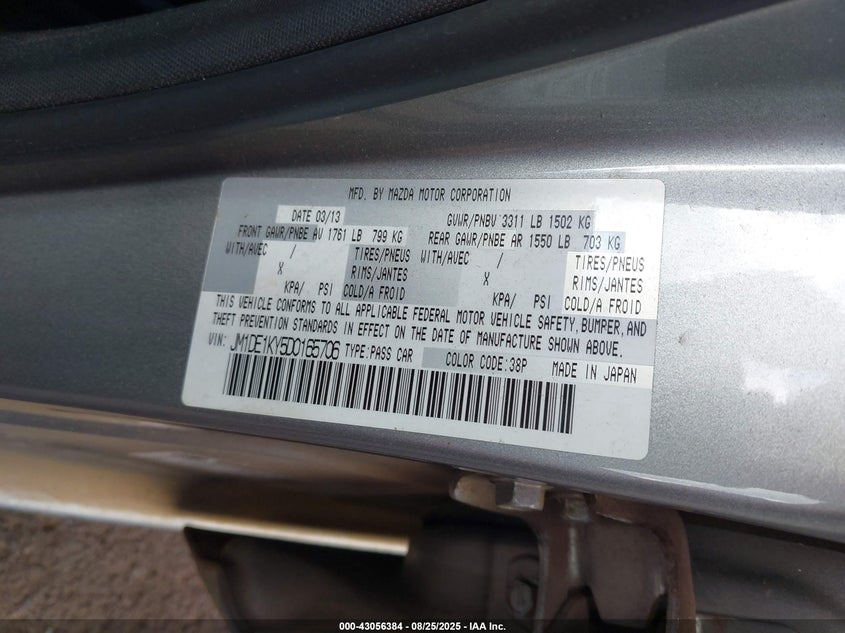 MFD. BY MAZDA MOTOR CORPORATION
DATE 03/13 GVWR/PNBV 3311 LB 1502 KG
FRONT GAWR/PNBE AV 1761 LB 799 KG REAR GAWR/PNBE AR 1550 LB 703 KG
WITH/AVEC / TIRES/PNEUS WITH/AVEC / TIRES/PNEUS
X RIMS/JANTES X RIMS/JANTES
KPA/ PSI COLD/A FROID KPA/ PSI COLD/A FROID
THIS VEHICLE CONFORMS TO ALL APPLICABLE FEDERAL MOTOR VEHICLE SAFETY, BUMPER, AND
THEFT PREVENTION STANDARDS IN EFFECT ON THE DATE OF MANUFACTURE SHOWN ABOVE.
VIN: JM1DE1KY5D0165706 TYPE:PASS CAR COLOR CODE:38P MADE IN JAPAN
000-43056384 - 08/25/2025 - IAA Inc.